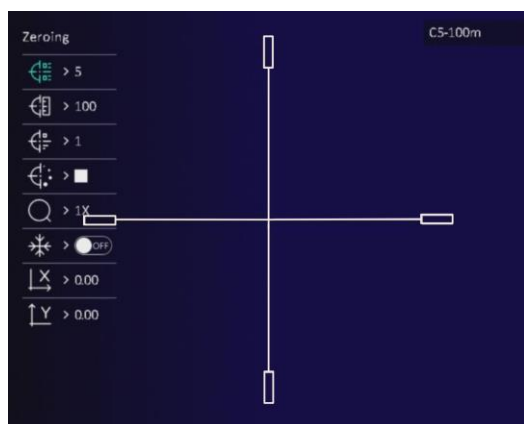 Zeroing
C5-100m
> 5
> 100
> 1
>
> 1X
> OFF
X > 0.00
Y > 0.00